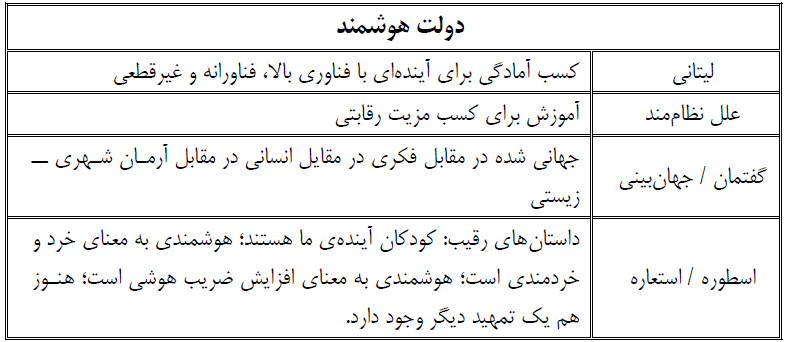 دولت هوشمند
لیتانی
کسب آمادگی برای آینده‌ای با فناوری بالا، فناورانه و غیرقطعی
علل نظام‌مند
آموزش برای کسب مزیت رقابتی
گفتمان / جهان‌بینی
جهانی شده در مقابل فکری در مقایل انسانی در مقابل آرمـان شـهری ــ
زیستی
اسطوره / استعاره
داستان‌های رقیب: کودکان آینده‌ی ما هستند؛ هوشمندی به معنای خرد و
خردمندی است؛ هوشمندی به معنای افزایش ضریب هوشی است؛ هنـوز
هم یک تمهید دیگر وجود دارد.